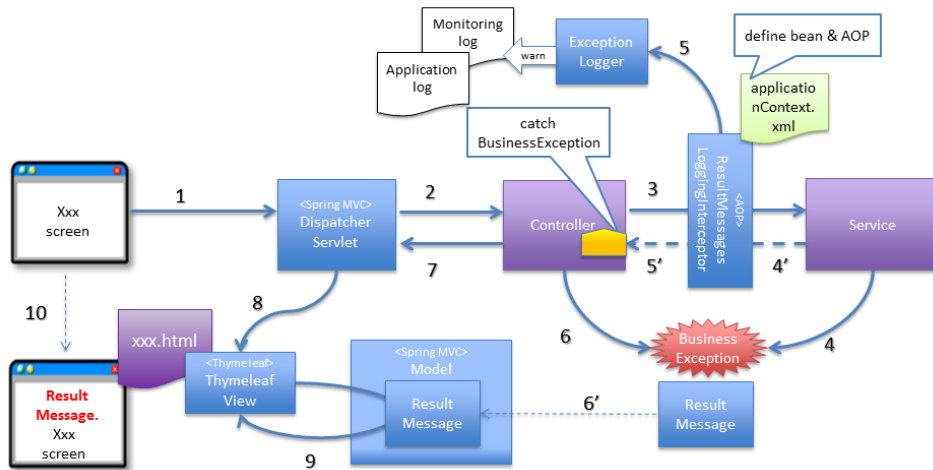 Monitoring
log
Application
log
warn
Exception
Logger
5
define bean & AOP
applicatio
nContext.
xml
catch
BusinessException
Xxx
screen
1
<Spring MVC>
Dispatcher
Servlet
2
7
Controller
3
5’
<AOP>
ResultMessages
LoggingInterceptor
4’
Service
10
8
xxx.html
6
Business
Exception
4
Result
Message.
Xxx
screen
<Thymeleaf>
Thymeleaf
View
9
<Spring MVC>
Model
Result
Message
6’
Result
Message